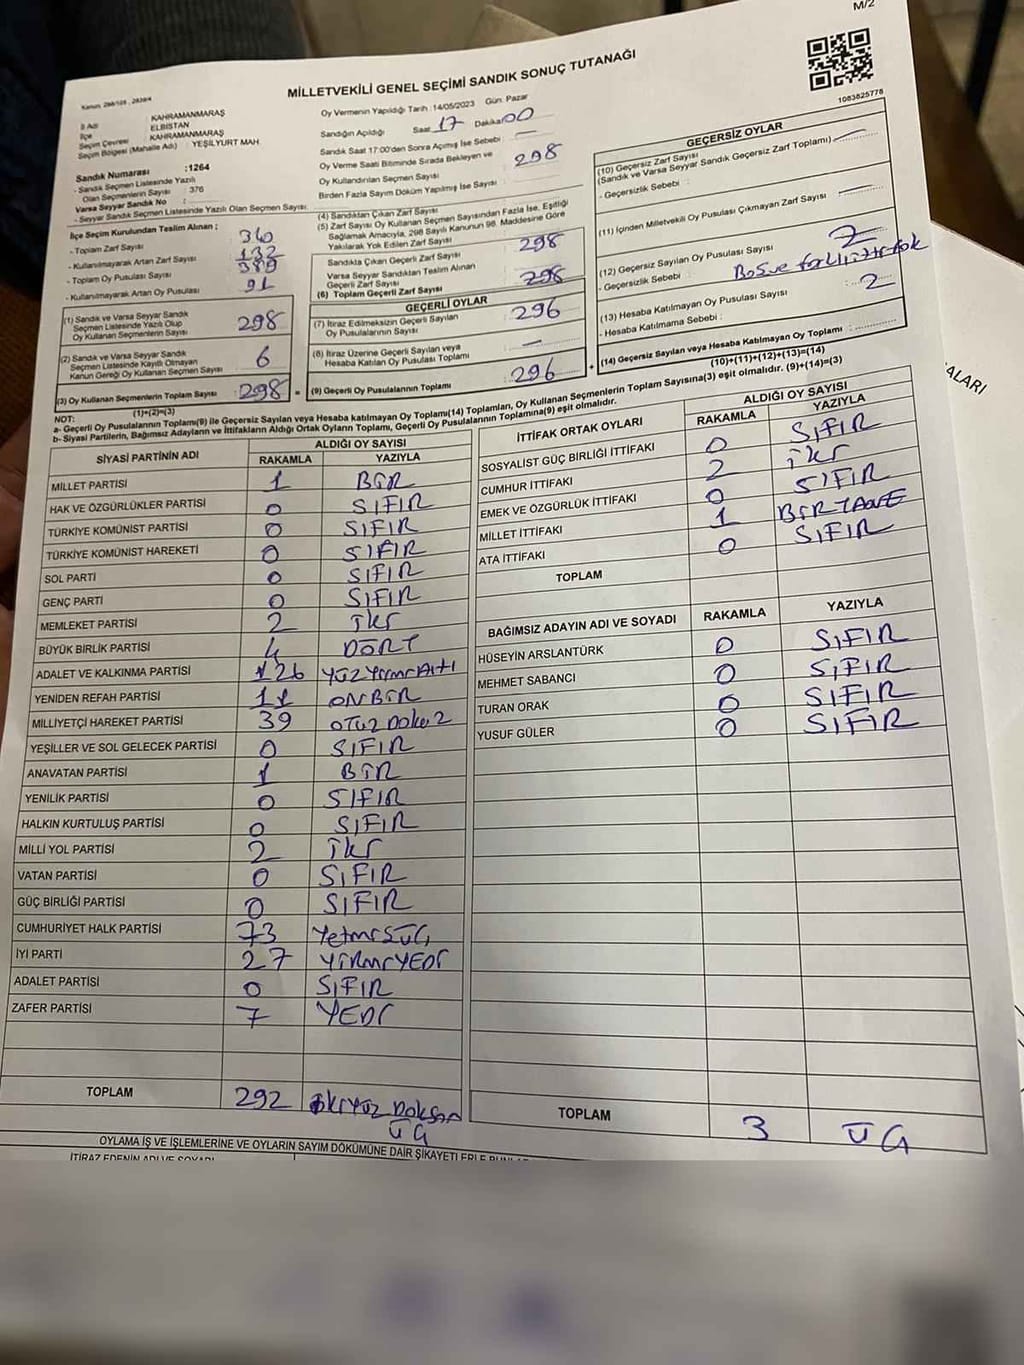 M/2
MİLLETVEKİLİ GENEL SEÇİMİ SANDIK SONUÇ TUTANAĞI
1083825778
İl Adı : KAHRAMANMARAŞ
İlçe : ELBİSTAN
Seçim Çevresi : KAHRAMANMARAŞ
Seçim Bölgesi (Mahalle Adı) : YEŞİLYURT MAH.
Sandık Numarası :1264
- Sandık Seçmen Listesinde Yazılı
Olan Seçmenlerin Sayısı : 376
Varsa Seyyar Sandık No :
- Seyyar Sandık Seçmen Listesinde Yazılı Olan Seçmen Sayısı:
İlçe Seçim Kurulundan Teslim Alınan ;
- Toplam Zarf Sayısı 360
- Kullanılmayarak Artan Zarf Sayısı
- Toplam Oy Pusulası Sayısı 389
- Kullanılmayarak Artan Oy Pusulası 91
(1) Sandık ve Varsa Seyyar Sandık
Seçmen Listesinde Yazılı Olup
Oy Kullanan Seçmenlerin Sayısı 298
(2) Sandık ve Varsa Seyyar Sandık
Seçmen Listesinde Kayıtlı Olmayan
Kanun Gereği Oy Kullanan Seçmen Sayısı 6
(3) Oy Kullanan Seçmenlerin Toplam Sayısı 298
(1)+(2)=(3)
Oy Vermenin Yapıldığı Tarih :14/05/2023 Gün: Pazar
Sandığın Açıldığı Saat 17 Dakika 00
Sandık Saat 17:00'den Sonra Açılmış İse Sebebi : —
Oy Verme Saati Bitiminde Sırada Bekleyen ve
Oy Kullandırılan Seçmen Sayısı : 298
Birden Fazla Sayım Döküm Yapılmış İse Sayısı :
(4) Sandıktan Çıkan Zarf Sayısı
(5) Zarf Sayısı Oy Kullanan Seçmen Sayısından Fazla İse, Eşitliği
Sağlamak Amacıyla, 298 Sayılı Kanunun 98. Maddesine Göre
Yakılarak Yok Edilen Zarf Sayısı
Sandıkta Çıkan Geçerli Zarf Sayısı 298
Varsa Seyyar Sandıktan Teslim Alınan
Geçerli Zarf Sayısı
(6) Toplam Geçerli Zarf Sayısı 298
GEÇERLİ OYLAR
(7) İtiraz Edilmeksizin Geçerli Sayılan
Oy Pusulalarının Sayısı 296
(8) İtiraz Üzerine Geçerli Sayılan veya
Hesaba Katılan Oy Pusulası Toplamı —
(9) Geçerli Oy Pusulalarının Toplamı 296
GEÇERSİZ OYLAR
(10) Geçersiz Zarf Sayısı
(Sandık ve Varsa Seyyar Sandık Geçersiz Zarf Toplamı)
- Geçersizlik Sebebi :
(11) İçinden Milletvekili Oy Pusulası Çıkmayan Zarf Sayısı
(12) Geçersiz Sayılan Oy Pusulası Sayısı 2
- Geçersizlik Sebebi :
(13) Hesaba Katılmayan Oy Pusulası Sayısı 2
- Hesaba Katılmama Sebebi :
(14) Geçersiz Sayılan veya Hesaba Katılmayan Oy Toplamı :
(10)+(11)+(12)+(13)=(14)
NOT:
a- Geçerli Oy Pusulalarının Toplamı(9) ile Geçersiz Sayılan veya Hesaba katılmayan Oy Toplamı(14) Toplamları, Oy Kullanan Seçmenlerin Toplam Sayısına(3) eşit olmalıdır. (9)+(14)=(3)
b- Siyasi Partilerin, Bağımsız Adayların ve İttifakların Aldığı Ortak Oyların Toplamı, Geçerli Oy Pusulalarının Toplamına(9) eşit olmalıdır.
SİYASİ PARTİNİN ADI ALDIĞI OY SAYISI
RAKAMLA YAZIYLA
MİLLET PARTİSİ 1 BİR
HAK VE ÖZGÜRLÜKLER PARTİSİ 0 SIFIR
TÜRKİYE KOMÜNİST PARTİSİ 0 SIFIR
TÜRKİYE KOMÜNİST HAREKETİ 0 SIFIR
SOL PARTİ 0 SIFIR
GENÇ PARTİ 0 SIFIR
MEMLEKET PARTİSİ 2 İki
BÜYÜK BİRLİK PARTİSİ 4 DÖRT
ADALET VE KALKINMA PARTİSİ 126 Yüz Yirmi Altı
YENİDEN REFAH PARTİSİ 11 ONBİR
MİLLİYETÇİ HAREKET PARTİSİ 39 OTUZ Dokuz
YEŞİLLER VE SOL GELECEK PARTİSİ 0 SIFIR
ANAVATAN PARTİSİ 1 BİR
YENİLİK PARTİSİ 0 SIFIR
HALKIN KURTULUŞ PARTİSİ 0 SIFIR
MİLLİ YOL PARTİSİ 2 İki
VATAN PARTİSİ 0 SIFIR
GÜÇ BİRLİĞİ PARTİSİ 0 SIFIR
CUMHURİYET HALK PARTİSİ 73 YetmiŞ ÜÇ
İYİ PARTİ 27 YİRMİ YEDİ
ADALET PARTİSİ 0 SIFIR
ZAFER PARTİSİ 7 YEDİ
TOPLAM 292 İkiYüz DOKSAN
ÜÇ
İTTİFAK ORTAK OYLARI ALDIĞI OY SAYISI
RAKAMLA YAZIYLA
SOSYALİST GÜÇ BİRLİĞİ İTTİFAKI 0 SIFIR
CUMHUR İTTİFAKI 2 İki
EMEK VE ÖZGÜRLÜK İTTİFAKI 0 SIFIR
MİLLET İTTİFAKI 1 BİR TANE
ATA İTTİFAKI 0 SIFIR
TOPLAM
BAĞIMSIZ ADAYIN ADI VE SOYADI RAKAMLA YAZIYLA
HÜSEYİN ARSLANTÜRK 0 SIFIR
MEHMET SABANCI 0 SIFIR
TURAN ORAK 0 SIFIR
YUSUF GÜLER 0 SIFIR
TOPLAM 3 ÜÇ
OYLAMA İŞ VE İŞLEMLERİNE VE OYLARIN SAYIM DÖKÜMÜNE DAİR ŞİKAYETLERLE
İTİRAZ EDENİN ADI VE SOYADI
ALARI